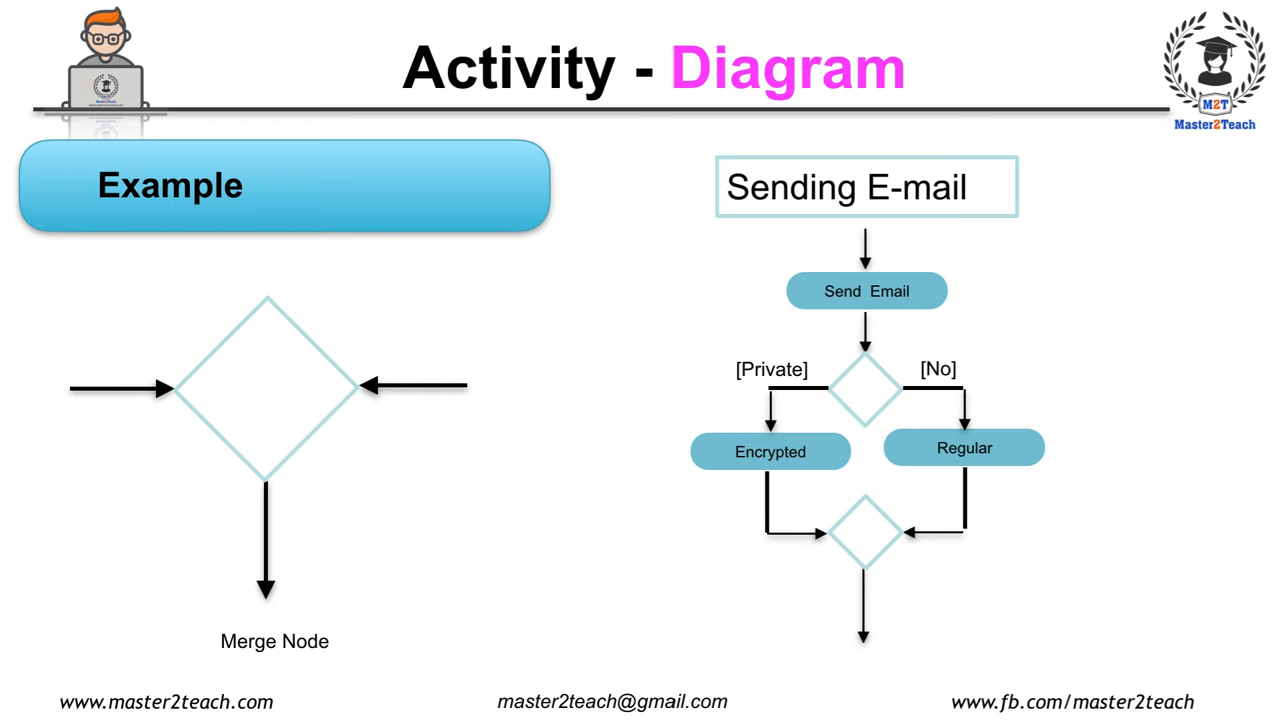 Activity - Diagram
M2T
Master2Teach
Example
Sending E-mail
Send Email
[Private]
[No]
Encrypted
Regular
Merge Node
www.master2teach.com
master2teach@gmail.com
www.fb.com/master2teach